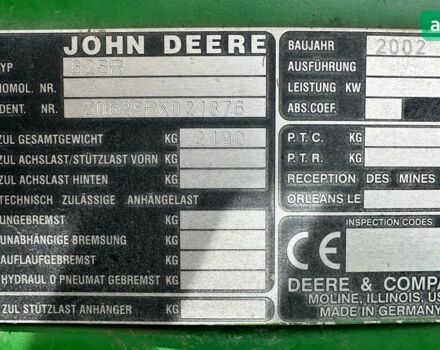 JOHN DEERE
TYP 625R
HOMOL. NR.
IDENT. NR. Z0625RX021876
ZUL GESAMTGEWICHT KG 2190
ZUL ACHSLAST/STÜTZLAST VORN KG
ZUL ACHSLAST HINTEN KG
TECHNISCH ZULÄSSIGE ANHÄNGELAST
UNGEBREMST KG
UNABHÄNGIGE BREMSUNG KG
AUFLAUFGEBREMST KG
HYDRAUL O PNEUMAT GEBREMST KG
ZUL STÜTZLAST ANHÄNGER KG
BAUJAHR 2002
AUSFÜHRUNG
LEISTUNG KW
ABS.COEF.
P.T.C. KG
P.T.R. KG
RECEPTION DES MINES
ORLEANS LE
INSPECTION CODES
CE
DEERE & COMPA
MOLINE, ILLINOIS, US
MADE IN GERMANY